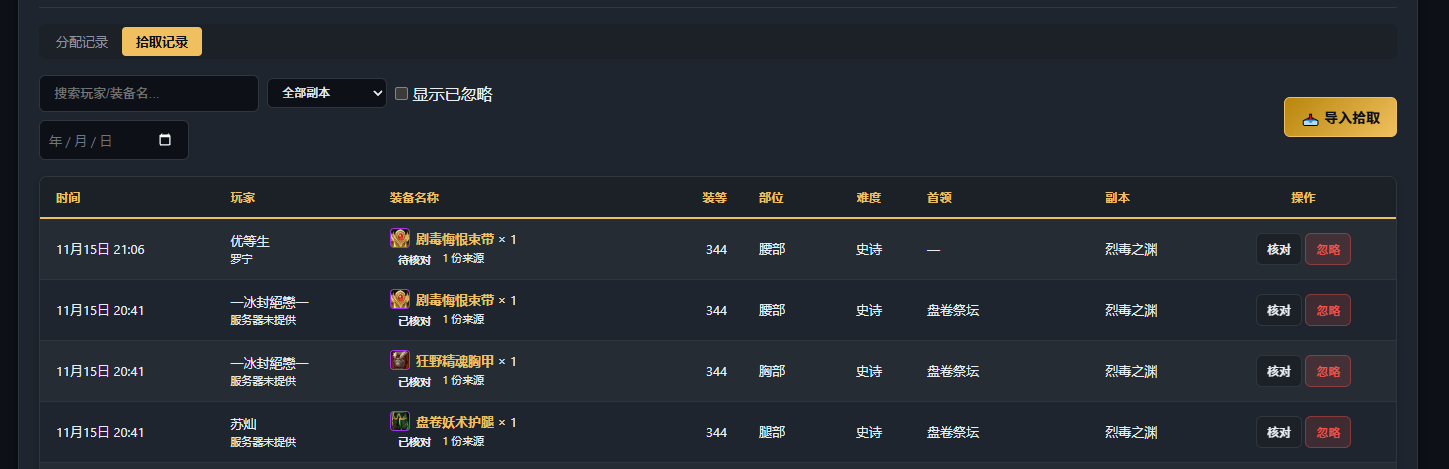 分配记录 拾取记录
搜索玩家/装备名... 全部副本 显示已忽略
导入拾取
年 / 月 / 日
时间 玩家 装备名称 装等 部位 难度 首领 副本 操作
11月15日 21:06 优等生 剧毒悔恨束带 × 1 344 腰部 史诗 — 烈毒之渊 核对 忽略
罗宁 待核对 1 份来源
11月15日 20:41 —冰封絕戀— 剧毒悔恨束带 × 1 344 腰部 史诗 盘卷祭坛 烈毒之渊 核对 忽略
服务器未提供 已核对 1 份来源
11月15日 20:41 —冰封絕戀— 狂野精魂胸甲 × 1 344 胸部 史诗 盘卷祭坛 烈毒之渊 核对 忽略
服务器未提供 已核对 1 份来源
11月15日 20:41 苏灿 盘卷妖术护腿 × 1 344 腿部 史诗 盘卷祭坛 烈毒之渊 核对 忽略
服务器未提供 已核对 1 份来源